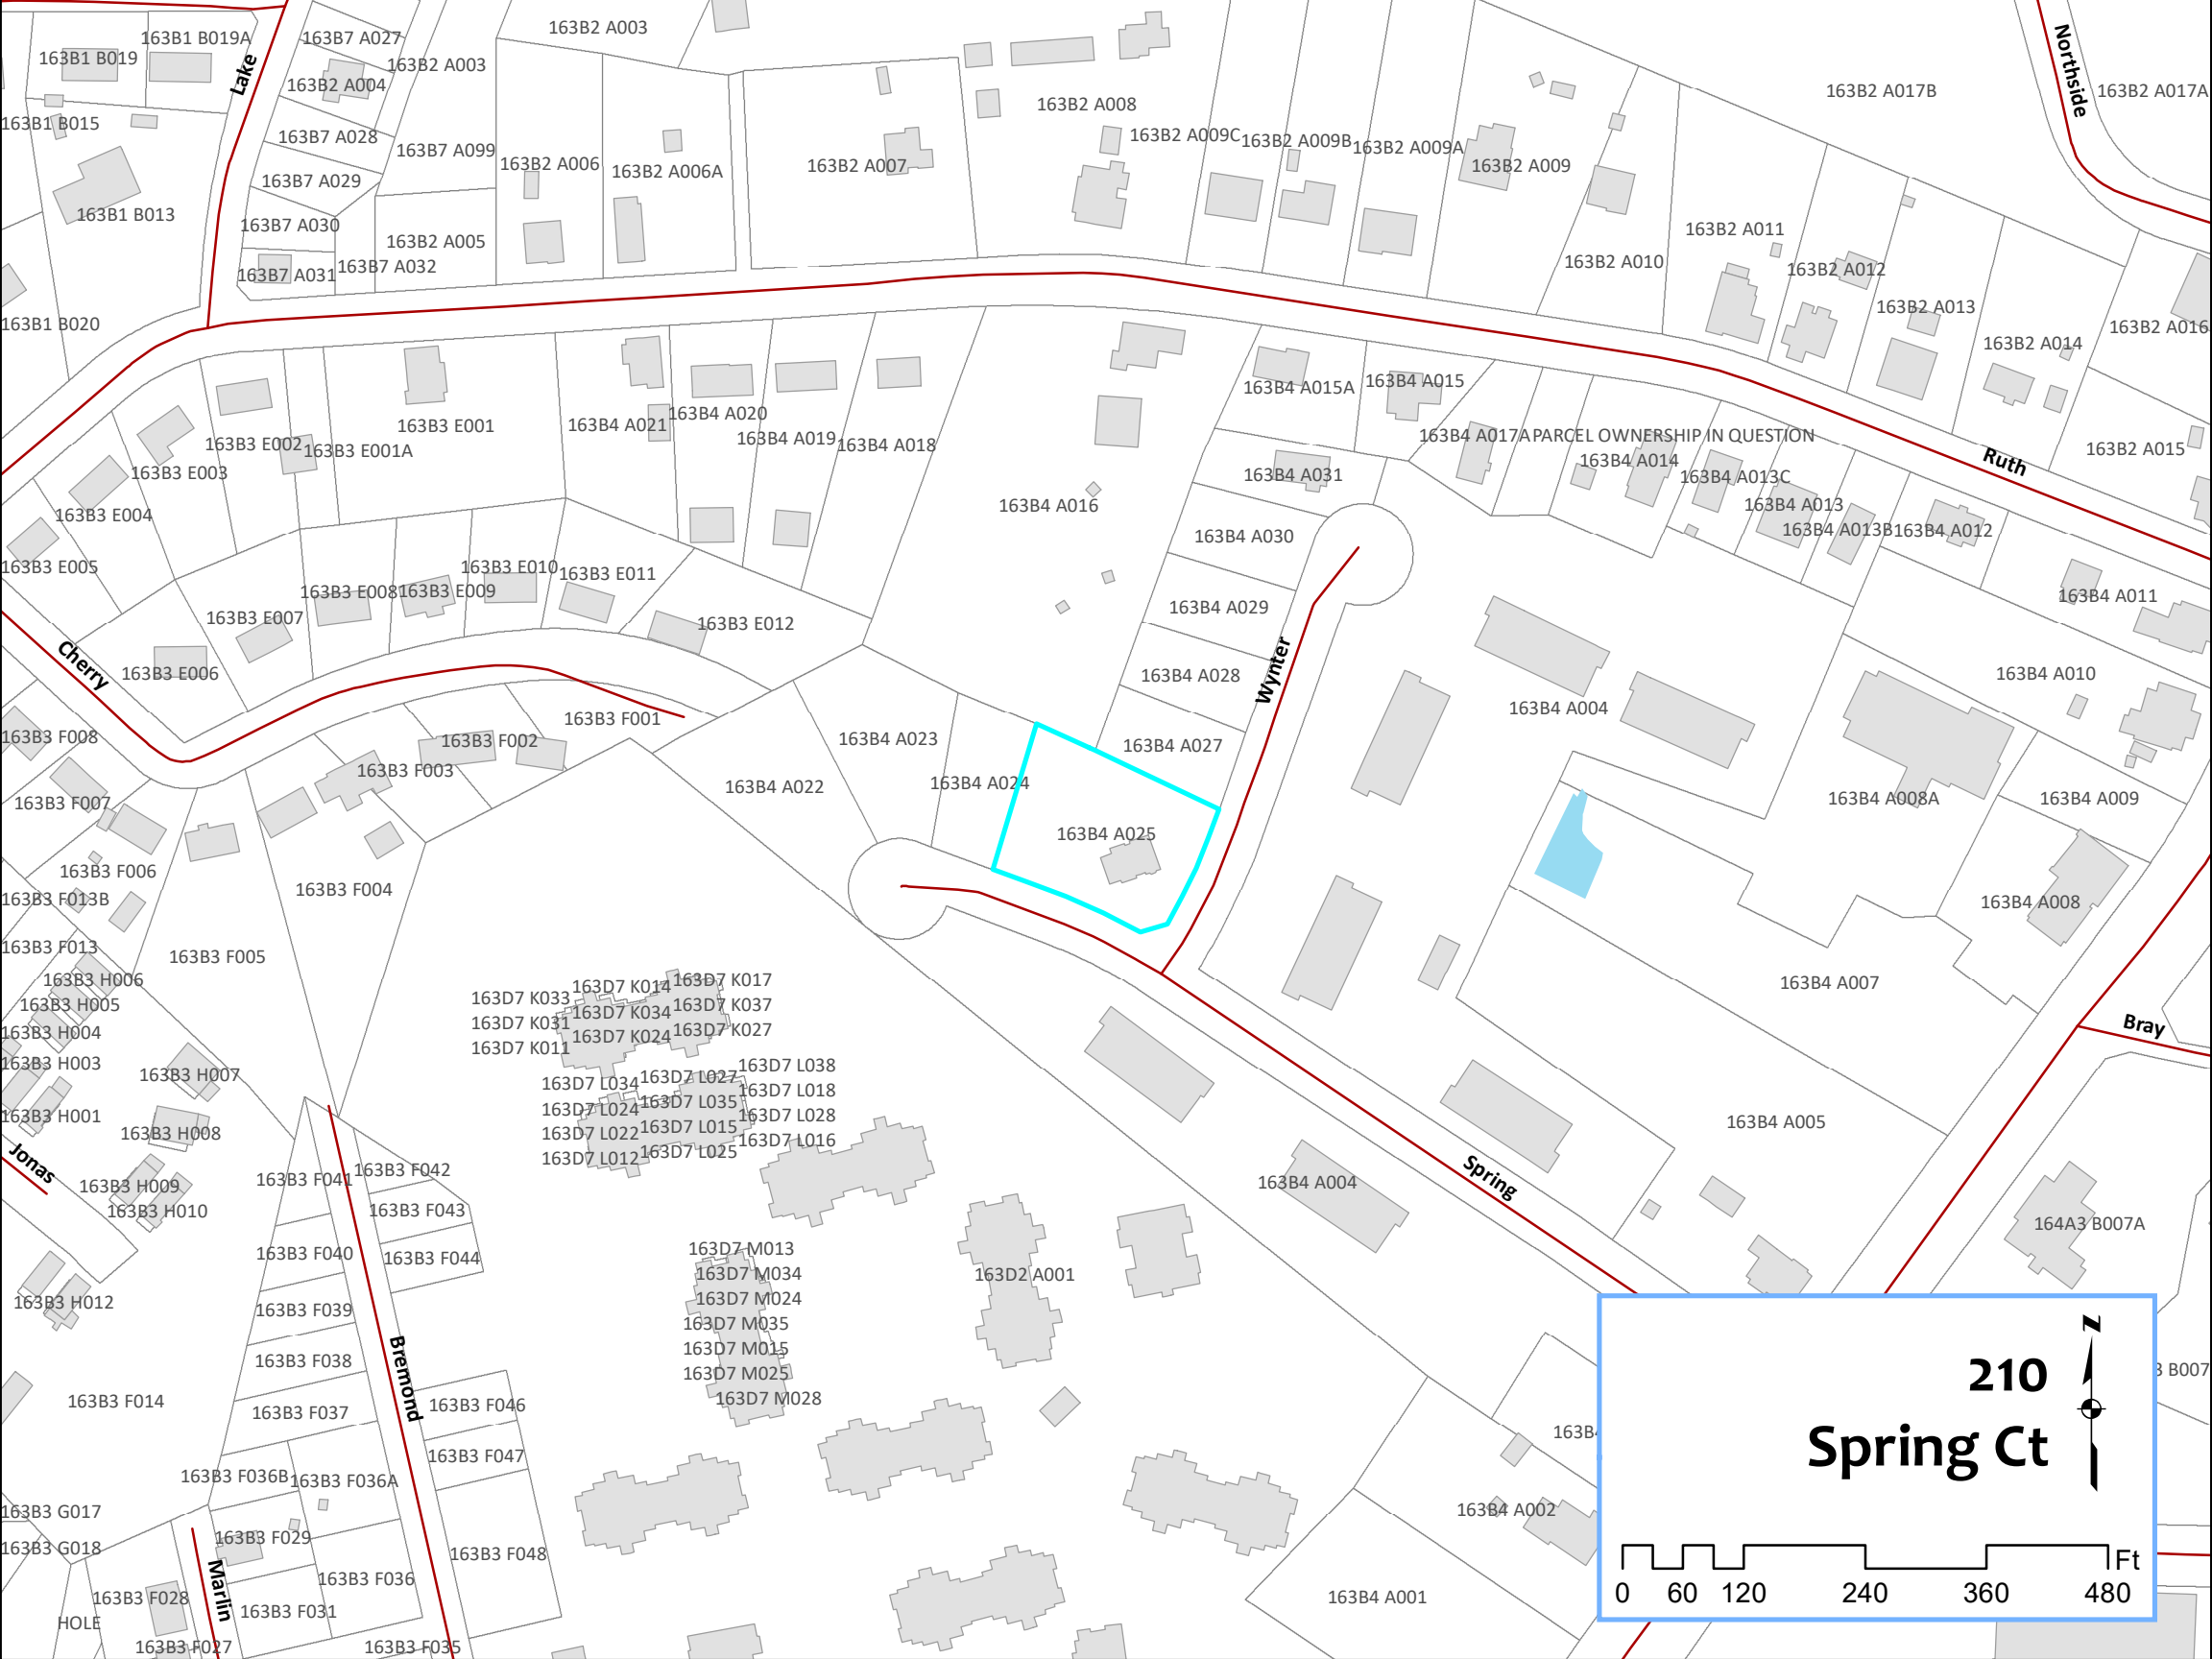 163B1 B019A
163B7 A027
163B2 A003
163B1 B019
163B2 A003
163B2 A004
Lake
Northside
163B2 A017B
163B2 A017A
163B2 A008
163B1 B015
163B7 A028
163B7 A099
163B2 A006
163B2 A006A
163B2 A007
163B2 A009C
163B2 A009B
163B2 A009A
163B2 A009
163B7 A029
163B1 B013
163B7 A030
163B2 A005
163B7 A032
163B7 A031
163B2 A010
163B2 A011
163B2 A012
163B2 A013
163B2 A014
163B2 A016
163B1 B020
163B2 A015
163B4 A015A
163B4 A015
163B3 E002
163B3 E001A
163B3 E001
163B4 A021
163B4 A020
163B4 A019
163B4 A018
163B4 A017A
PARCEL OWNERSHIP IN QUESTION
Ruth
163B4 A014
163B4 A013C
163B4 A013
163B4 A013B
163B4 A012
163B3 E003
163B3 E004
163B3 E005
163B4 A016
163B4 A031
163B4 A030
163B4 A029
163B4 A028
163B4 A027
163B3 E010
163B3 E011
163B3 E008
163B3 E009
163B3 E007
163B3 E012
163B3 E006
Cherry
Wynter
163B4 A011
163B4 A010
163B4 A004
163B4 A008A
163B4 A009
163B3 F008
163B3 F001
163B3 F002
163B3 F003
163B4 A023
163B4 A022
163B4 A024
163B4 A025
163B3 F007
163B3 F006
163B3 F013B
163B3 F004
163B4 A008
163B3 F013
163B3 F005
163B3 H006
163B3 H005
163B3 H004
163B3 H003
163B3 H001
163B3 H007
163B3 H008
163B3 H009
163B3 H010
163B3 H012
Jonas
163B4 A007
Bray
163D7 K014
163D7 K017
163D7 K033
163D7 K034
163D7 K037
163D7 K031
163D7 K024
163D7 K027
163D7 K011
163D7 L038
163D7 L034
163D7 L027
163D7 L018
163D7 L024
163D7 L035
163D7 L028
163D7 L022
163D7 L015
163D7 L016
163D7 L012
163D7 L025
163B4 A005
163B4 A004
Spring
163B3 F041
163B3 F042
163B3 F043
163B3 F040
163B3 F044
163B3 F039
163B3 F038
163B3 F037
Bremond
163D7 M013
163D7 M034
163D7 M024
163D7 M035
163D7 M015
163D7 M025
163D7 M028
163D2 A001
164A3 B007A
3 B007
163B3 F014
163B3 F046
163B3 F047
163B3 F036B
163B3 F036A
163B3 G017
163B3 G018
163B3 F029
163B3 F048
163B3 F036
163B3 F028
163B3 F031
Marlin
HOLE
163B3 F027
163B3 F035
163B4
163B4 A002
163B4 A001
210
Spring Ct
N
Ft
0 60 120 240 360 480